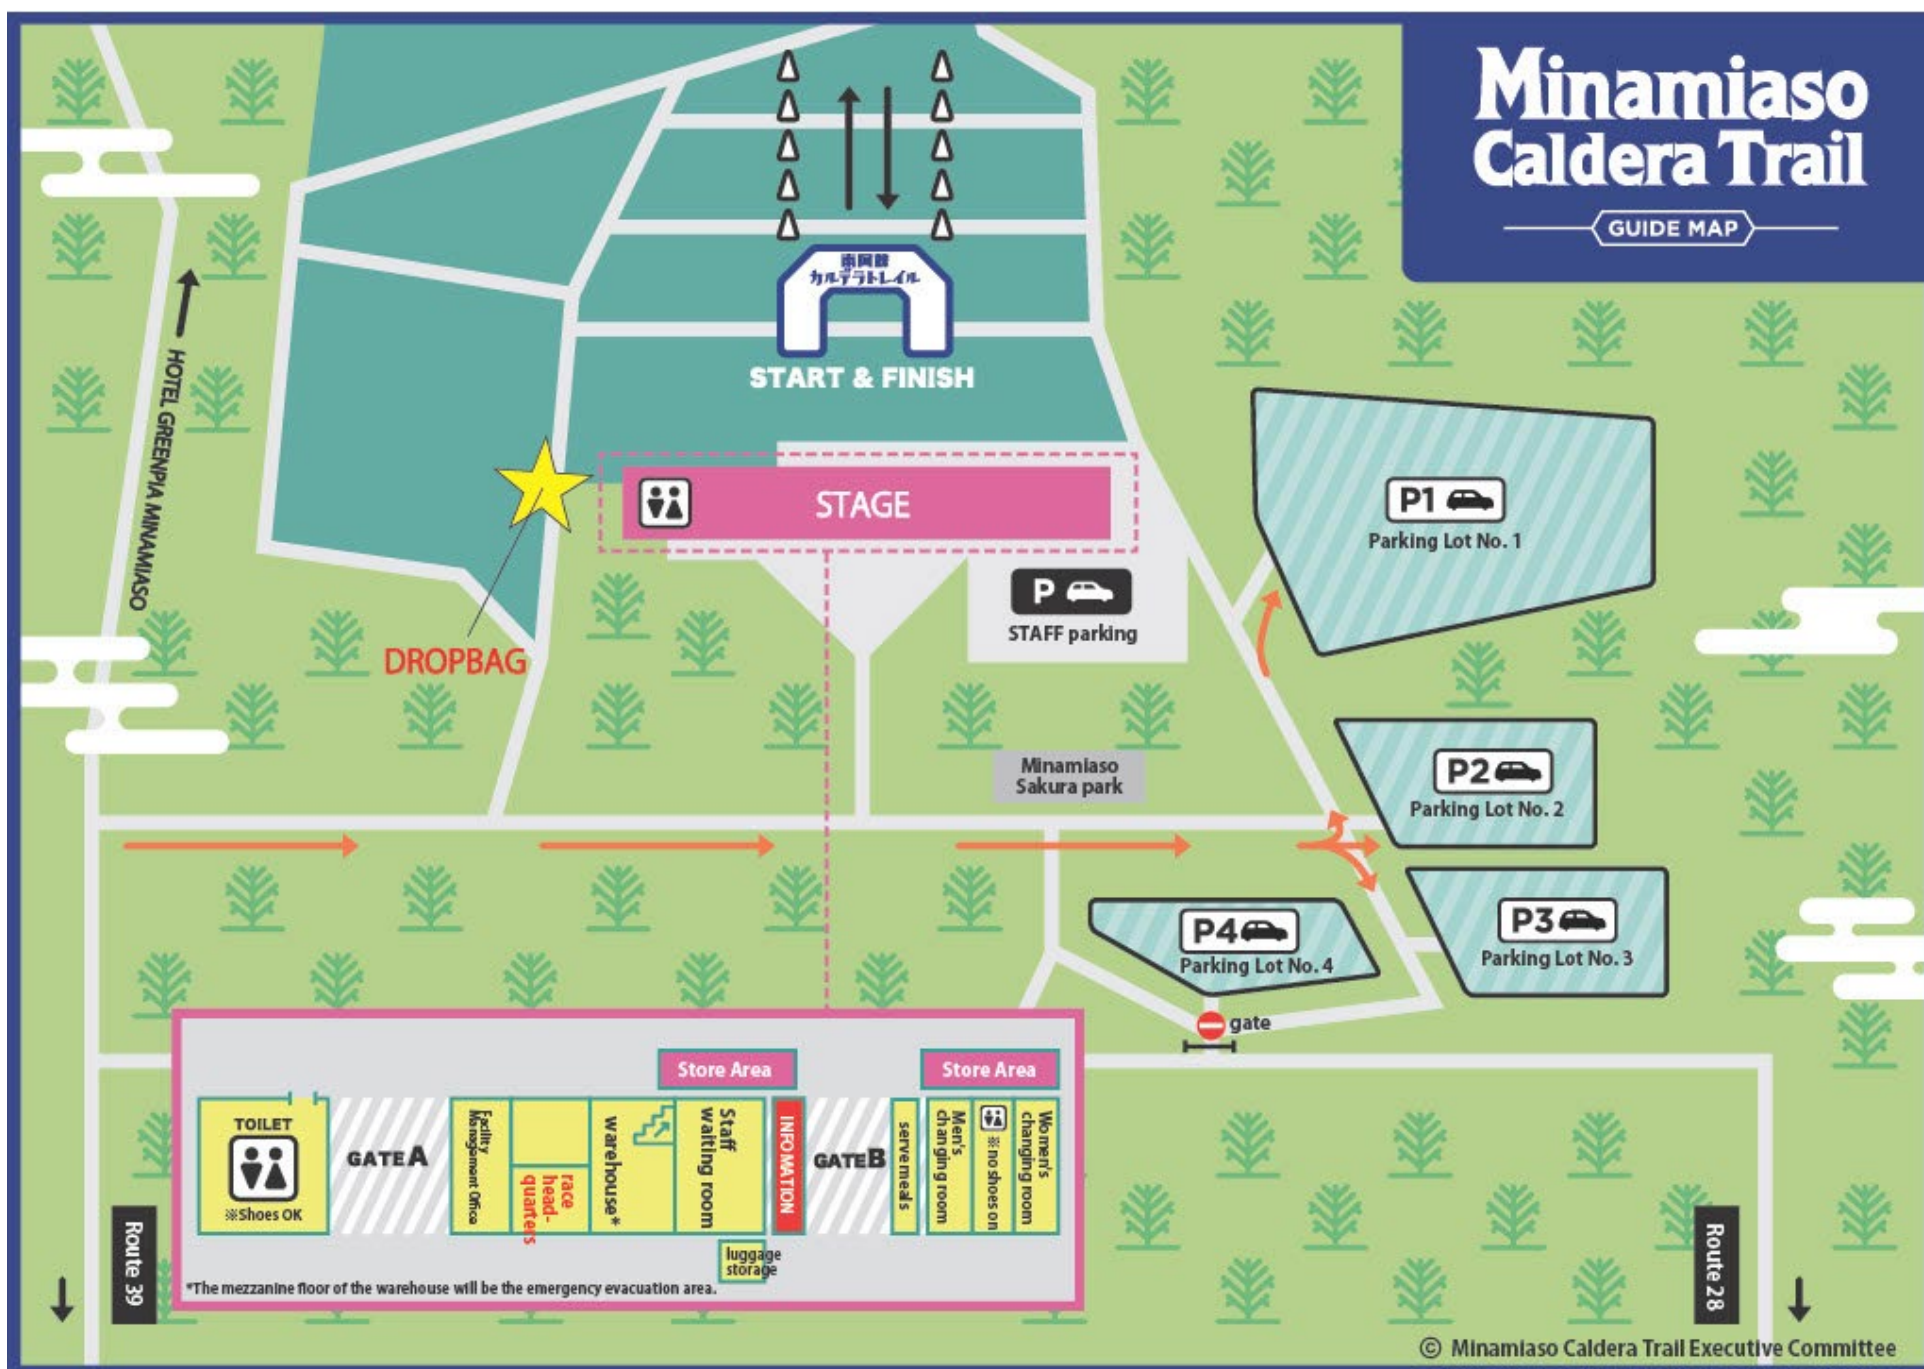 Minamiaso
Caldera Trail
GUIDE MAP
南阿蘇
カルデラトレイル
START & FINISH
HOTEL GREENPIA MINAMIASO
STAGE
P1
Parking Lot No. 1
P
STAFF parking
DROPBAG
P2
Parking Lot No. 2
Minamiaso
Sakura park
P3
Parking Lot No. 3
P4
Parking Lot No. 4
gate
Store Area
Store Area
TOILET
※Shoes OK
GATE A
Facility
Management Office
race
head-
quarters
warehouse*
Staff
waiting room
INFOMATION
GATE B
serve meals
Men's
changing room
※no shoes on
Women's
changing room
luggage
storage
*The mezzanine floor of the warehouse will be the emergency evacuation area.
Route 39
Route 28
© Minamiaso Caldera Trail Executive Committee